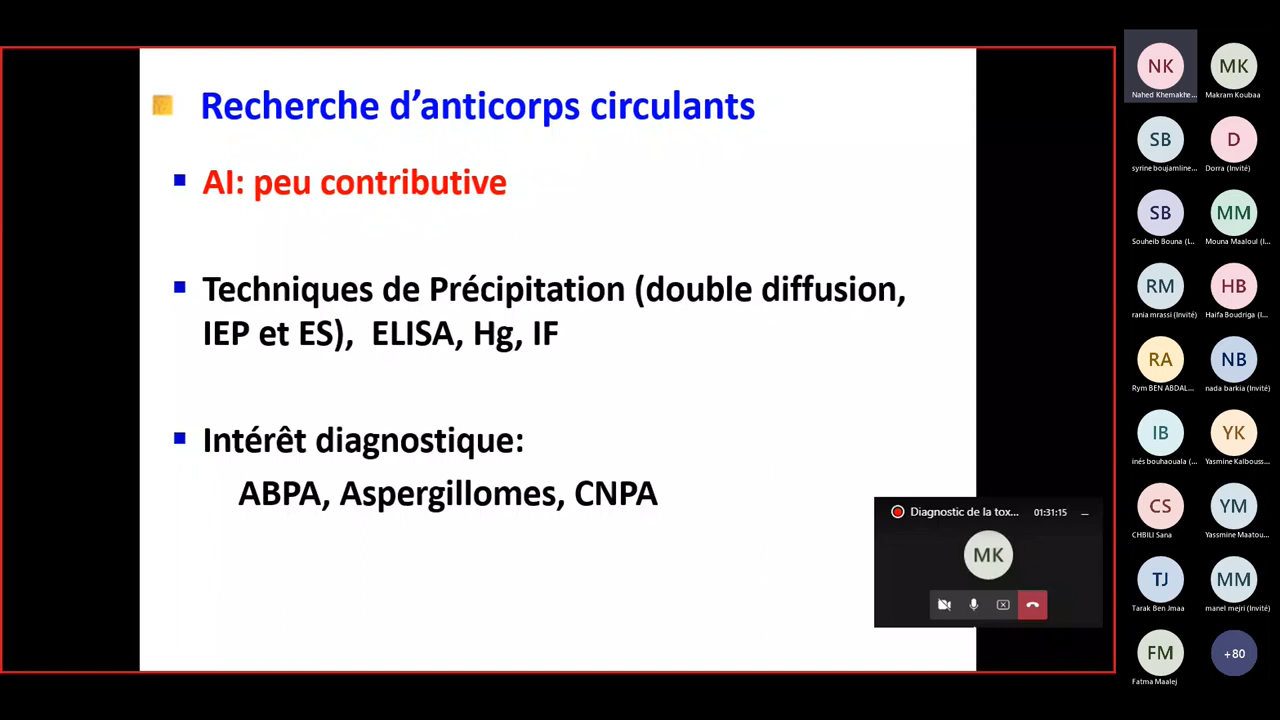 Recherche d’anticorps circulants
AI: peu contributive
Techniques de Précipitation (double diffusion,
IEP et ES), ELISA, Hg, IF
Intérêt diagnostique:
ABPA, Aspergillomes, CNPA
Diagnostic de la tox... 01:31:15
MK
NK
Nahed Khemakhe...
MK
Makram Koubaa
SB
syrine boujamline...
D
Dorra (Invité)
SB
Souheib Bouna (I...
MM
Mouna Maaloul (I...
RM
rania mrassi (Invité)
HB
Haifa Boudriga (I...
RA
Rym BEN ABDAL...
NB
nada barkia (Invité)
IB
inés bouhaouala (...
YK
Yasmine Kalbouss...
CS
CHBILI Sana
YM
Yassmine Maatou...
TJ
Tarak Ben Jmaa
MM
manel mejri (Invité)
FM
Fatma Maalej
+80